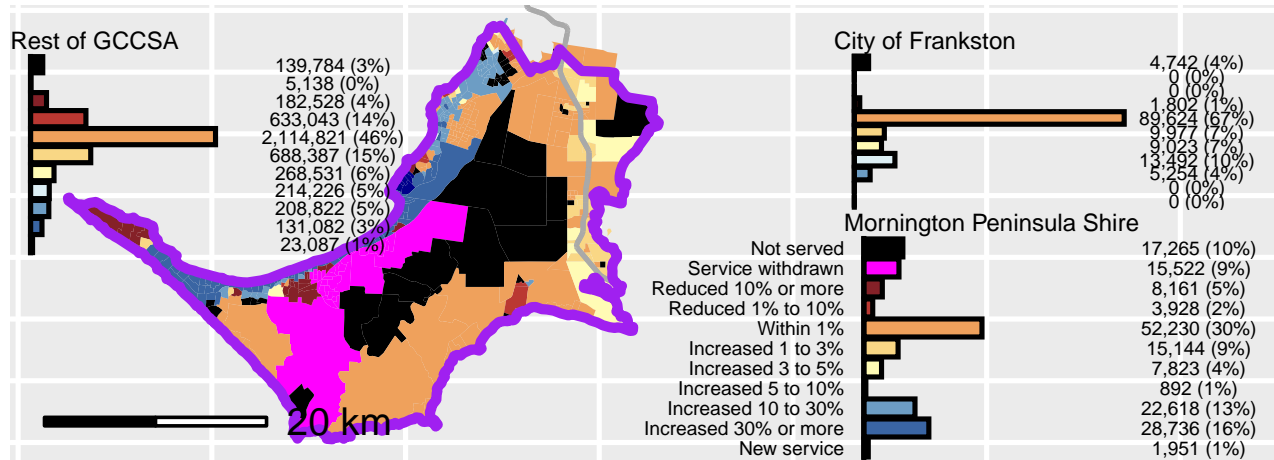 Rest of GCCSA
139,784 (3%)
5,138 (0%)
182,528 (4%)
633,043 (14%)
2,114,821 (46%)
688,387 (15%)
268,531 (6%)
214,226 (5%)
208,822 (5%)
131,082 (3%)
23,087 (1%)
20 km
City of Frankston
4,742 (4%)
0 (0%)
0 (0%)
1,802 (1%)
89,624 (67%)
9,977 (7%)
9,023 (7%)
13,492 (10%)
5,254 (4%)
0 (0%)
0 (0%)
Mornington Peninsula Shire
Not served 17,265 (10%)
Service withdrawn 15,522 (9%)
Reduced 10% or more 8,161 (5%)
Reduced 1% to 10% 3,928 (2%)
Within 1% 52,230 (30%)
Increased 1 to 3% 15,144 (9%)
Increased 3 to 5% 7,823 (4%)
Increased 5 to 10% 892 (1%)
Increased 10 to 30% 22,618 (13%)
Increased 30% or more 28,736 (16%)
New service 1,951 (1%)